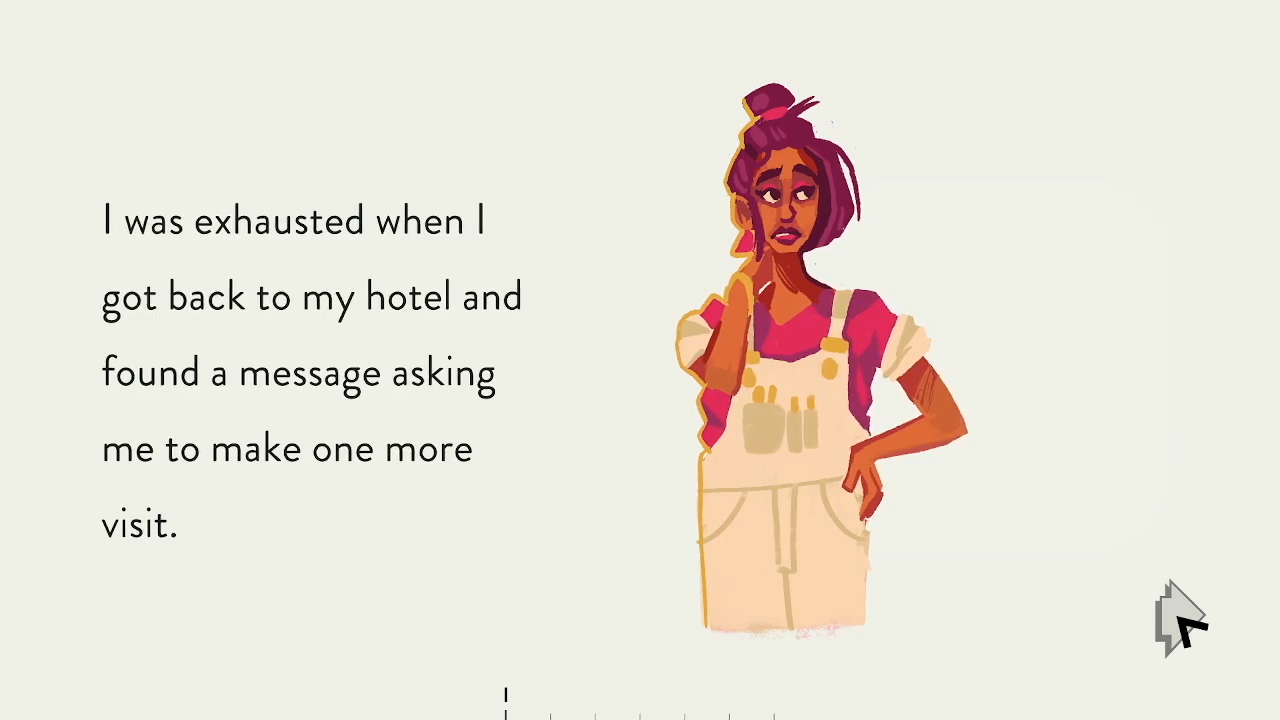 I was exhausted when I
got back to my hotel and
found a message asking
me to make one more
visit.